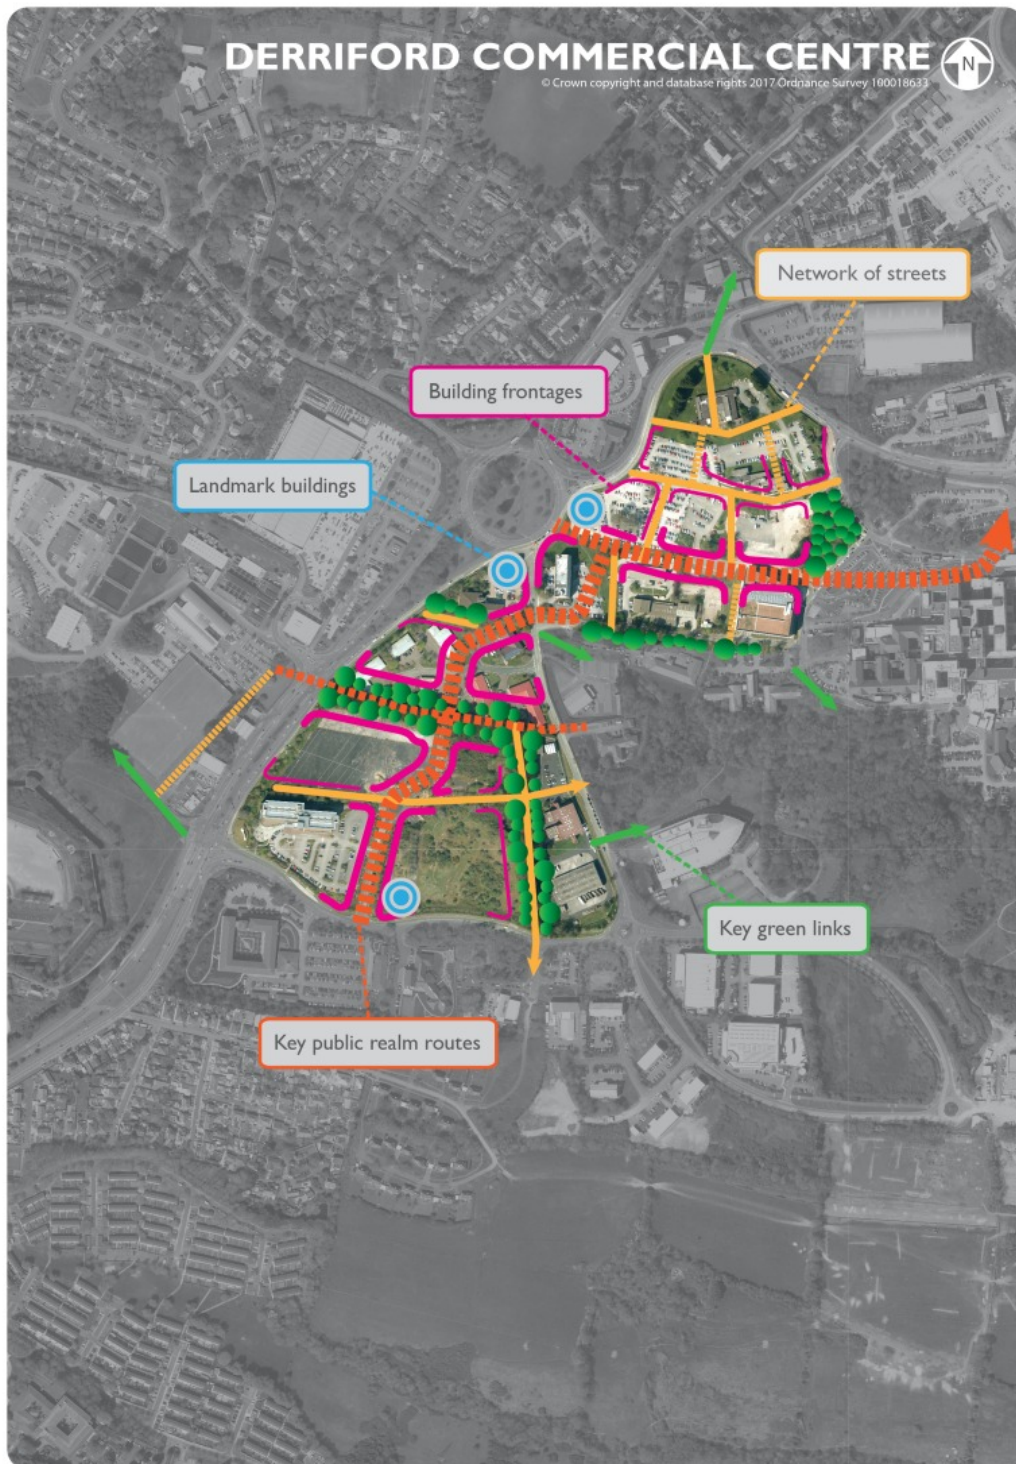 DERRIFORD COMMERCIAL CENTRE
N
© Crown copyright and database rights 2017 Ordnance Survey 100018633
Network of streets
Building frontages
Landmark buildings
Key green links
Key public realm routes